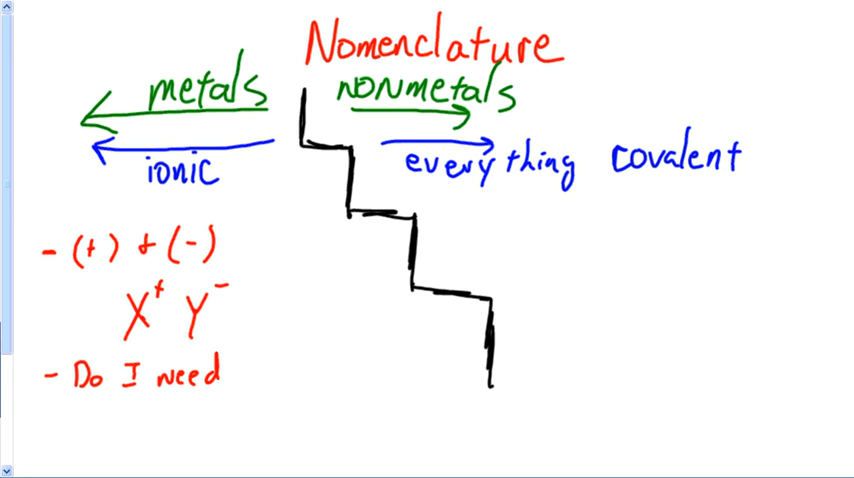 Nomenclature
metals nonmetals
ionic everything covalent
- (+) + (-)
X⁺ Y⁻
- Do I need